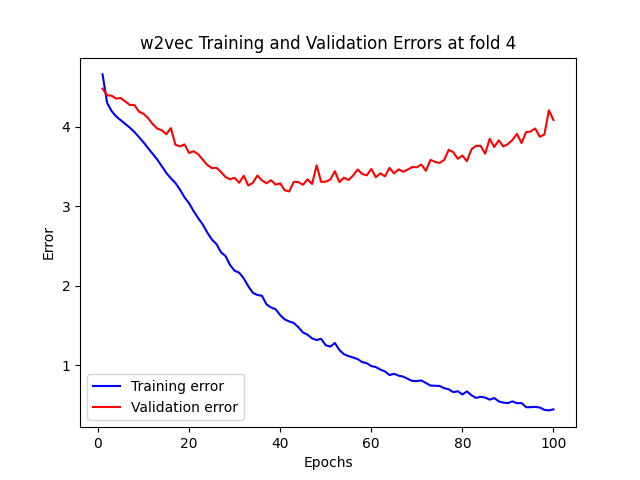 w2vec Training and Validation Errors at fold 4
Error
4
3
2
1
Training error
Validation error
0 20 40 60 80 100
Epochs